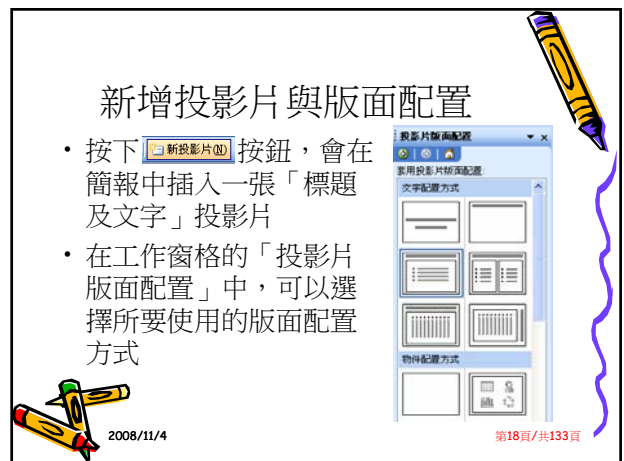 新增投影片與版面配置
• 按下 新投影片(N) 按鈕，會在
簡報中插入一張「標題
及文字」投影片
• 在工作窗格的「投影片
版面配置」中，可以選
擇所要使用的版面配置
方式
投影片版面配置
套用投影片版面配置:
文字配置方式
物件配置方式
2008/11/4
第18頁/共133頁